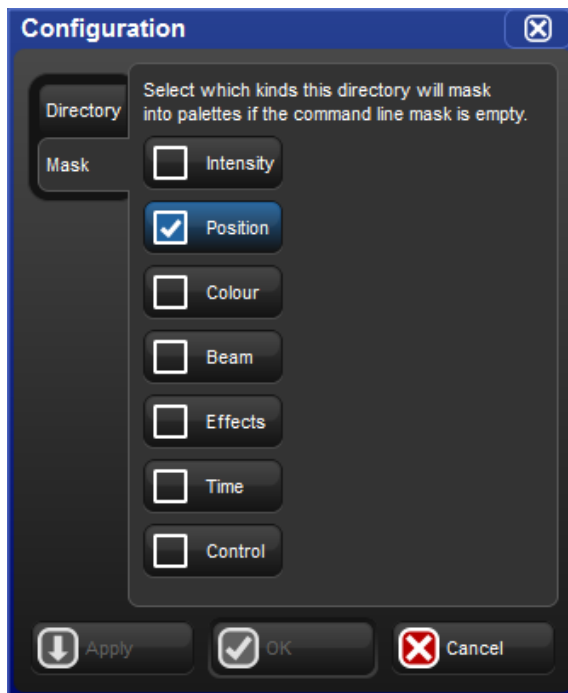 Configuration
Directory
Mask
Select which kinds this directory will mask
into palettes if the command line mask is empty.
Intensity
Position
Colour
Beam
Effects
Time
Control
Apply
OK
Cancel